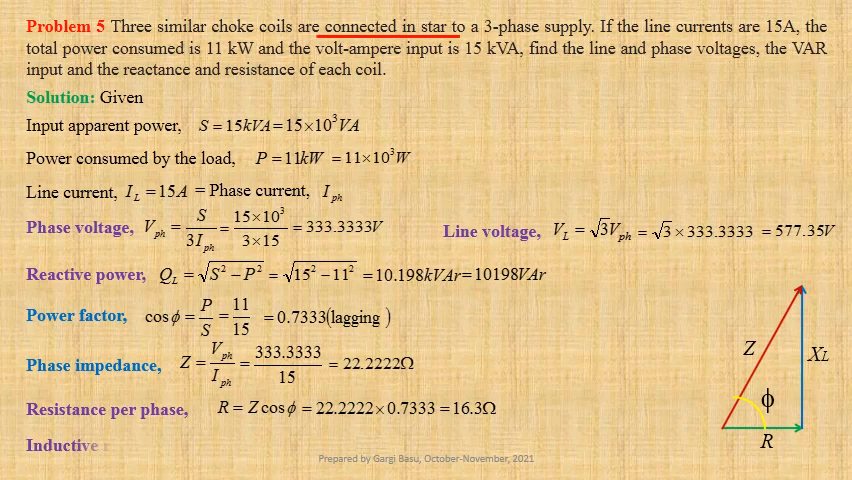 Problem 5 Three similar choke coils are connected in star to a 3-phase supply. If the line currents are 15A, the
total power consumed is 11 kW and the volt-ampere input is 15 kVA, find the line and phase voltages, the VAR
input and the reactance and resistance of each coil.
Solution: Given
Input apparent power, S = 15kVA = 15×10³VA
Power consumed by the load, P = 11kW = 11×10³W
Line current, I_L = 15A = Phase current, I_ph
Phase voltage, V_ph = S/(3I_ph) = (15×10³)/(3×15) = 333.3333V Line voltage, V_L = √3V_ph = √3×333.3333 = 577.35V
Reactive power, Q_L = √(S² − P²) = √(15² − 11²) = 10.198kVAr = 10198VAr
Power factor, cosϕ = P/S = 11/15 = 0.7333(lagging)
Phase impedance, Z = V_ph/I_ph = 333.3333/15 = 22.2222Ω
Resistance per phase, R = Z cosϕ = 22.2222×0.7333 = 16.3Ω
Inductive r
Z
X_L
ϕ
R
Prepared by Gargi Basu, October-November, 2021